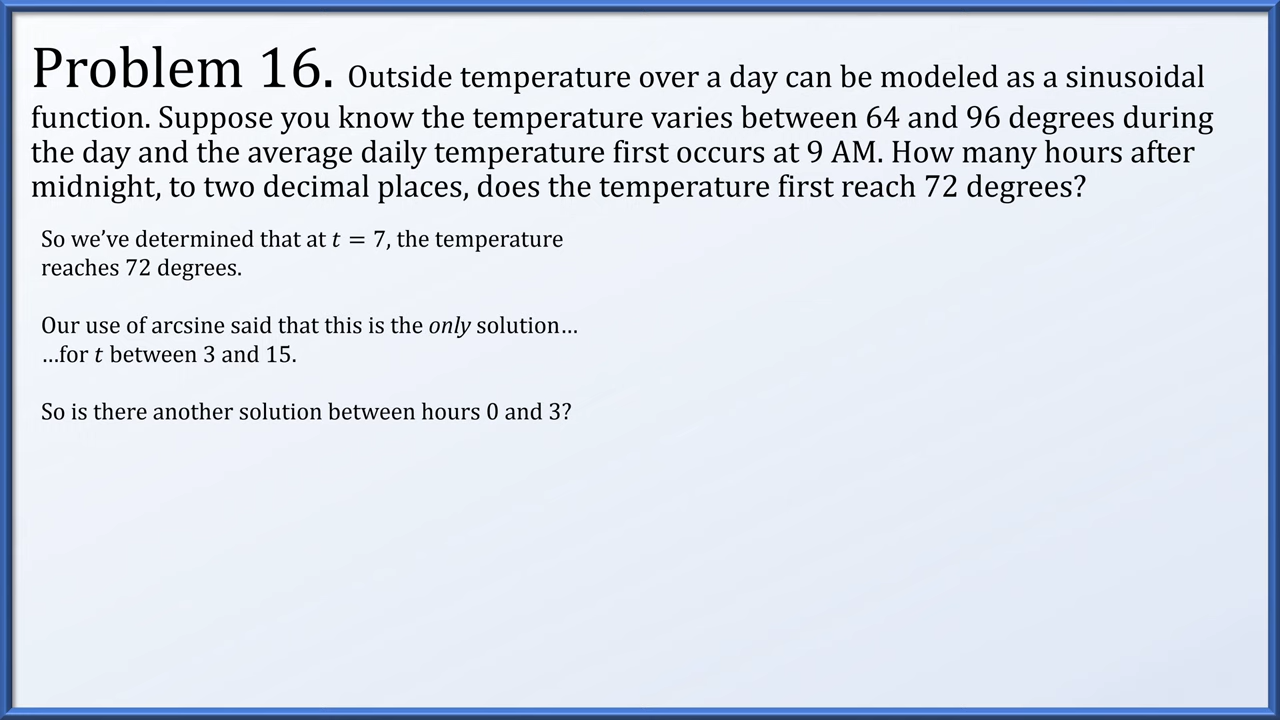 Problem 16. Outside temperature over a day can be modeled as a sinusoidal
function. Suppose you know the temperature varies between 64 and 96 degrees during
the day and the average daily temperature first occurs at 9 AM. How many hours after
midnight, to two decimal places, does the temperature first reach 72 degrees?
So we’ve determined that at t = 7, the temperature
reaches 72 degrees.
Our use of arcsine said that this is the only solution…
…for t between 3 and 15.
So is there another solution between hours 0 and 3?